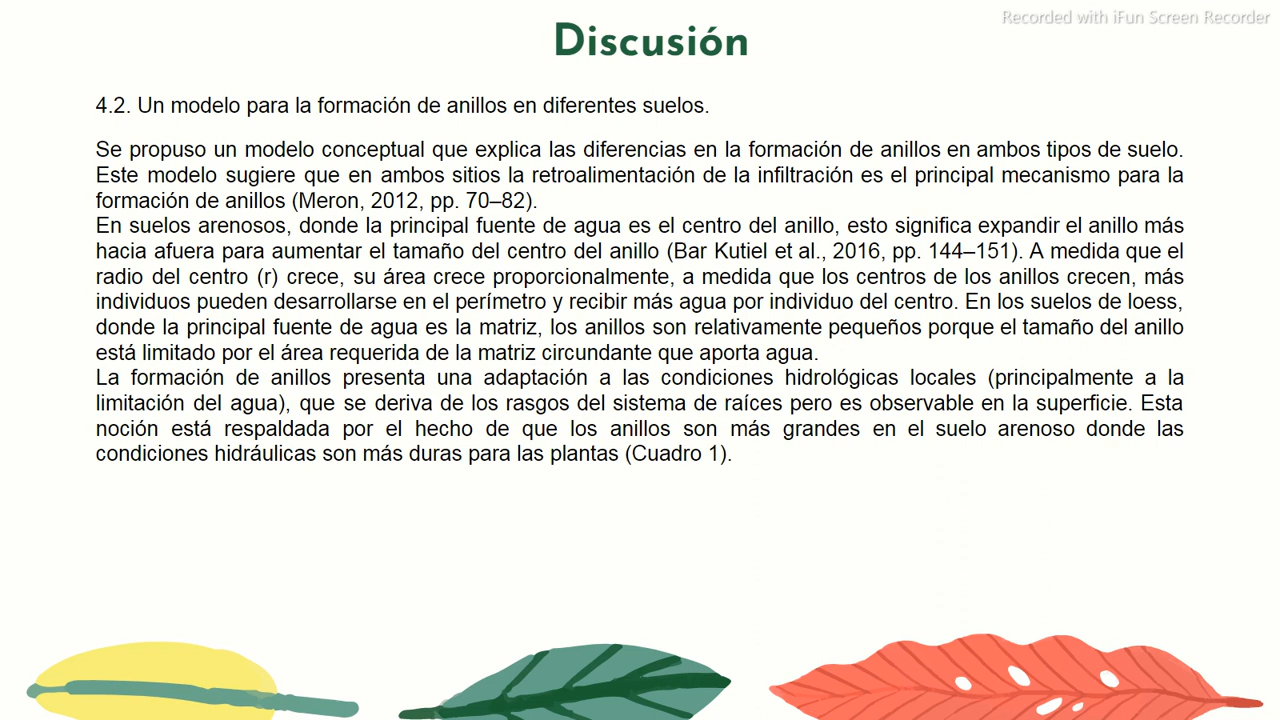 Recorded with iFun Screen Recorder
Discusión
4.2. Un modelo para la formación de anillos en diferentes suelos.
Se propuso un modelo conceptual que explica las diferencias en la formación de anillos en ambos tipos de suelo.
Este modelo sugiere que en ambos sitios la retroalimentación de la infiltración es el principal mecanismo para la
formación de anillos (Meron, 2012, pp. 70–82).
En suelos arenosos, donde la principal fuente de agua es el centro del anillo, esto significa expandir el anillo más
hacia afuera para aumentar el tamaño del centro del anillo (Bar Kutiel et al., 2016, pp. 144–151). A medida que el
radio del centro (r) crece, su área crece proporcionalmente, a medida que los centros de los anillos crecen, más
individuos pueden desarrollarse en el perímetro y recibir más agua por individuo del centro. En los suelos de loess,
donde la principal fuente de agua es la matriz, los anillos son relativamente pequeños porque el tamaño del anillo
está limitado por el área requerida de la matriz circundante que aporta agua.
La formación de anillos presenta una adaptación a las condiciones hidrológicas locales (principalmente a la
limitación del agua), que se deriva de los rasgos del sistema de raíces pero es observable en la superficie. Esta
noción está respaldada por el hecho de que los anillos son más grandes en el suelo arenoso donde las
condiciones hidráulicas son más duras para las plantas (Cuadro 1).